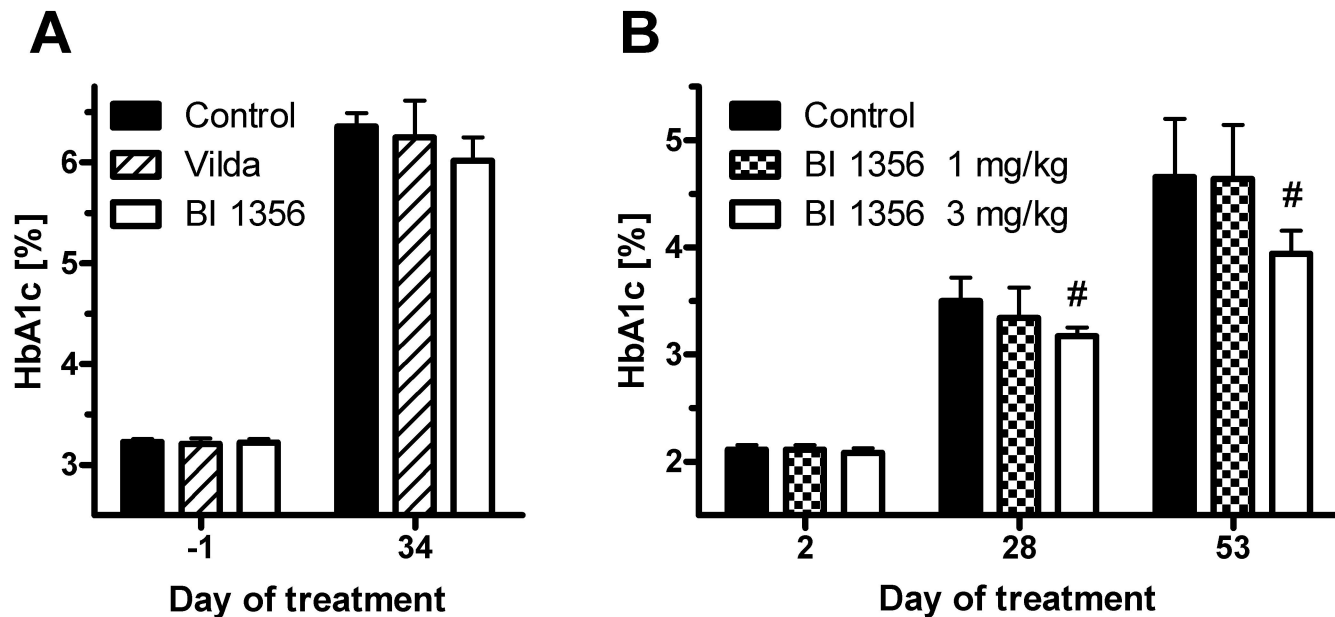 A
HbA1c [%]
6
5
4
3
Control
Vilda
BI 1356
-1
34
Day of treatment
B
HbA1c [%]
5
4
3
2
Control
BI 1356 1 mg/kg
BI 1356 3 mg/kg
#
#
2
28
53
Day of treatment